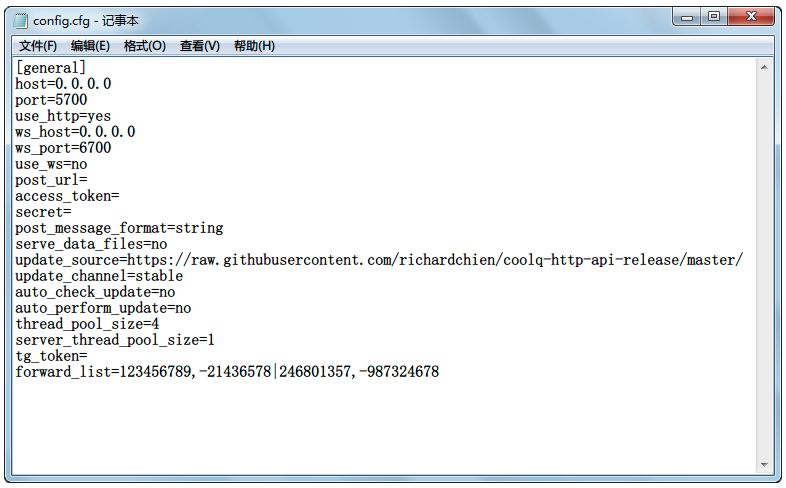 config.cfg - 记事本
文件(F) 编辑(E) 格式(O) 查看(V) 帮助(H)
[general]
host=0.0.0.0
port=5700
use_http=yes
ws_host=0.0.0.0
ws_port=6700
use_ws=no
post_url=
access_token=
secret=
post_message_format=string
serve_data_files=no
update_source=https://raw.githubusercontent.com/richardchien/coolq-http-api-release/master/
update_channel=stable
auto_check_update=no
auto_perform_update=no
thread_pool_size=4
server_thread_pool_size=1
tg_token=
forward_list=123456789,-21436578|246801357,-987324678